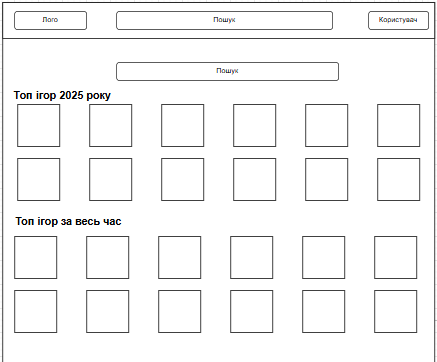 Лого
Пошук
Користувач
Пошук
Топ ігор 2025 року
Топ ігор за весь час